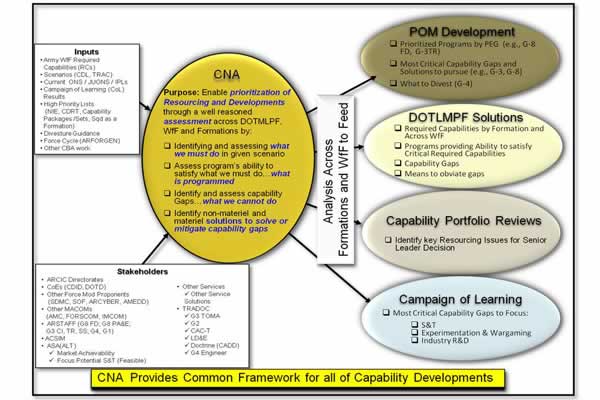 Inputs
• Army WfF Required
Capabilities (RCs)
• Scenarios (CDL, TRAC)
• Current ONS / JUONS / IPLs
• Campaign of Learning (CoL)
Results
• High Priority Lists
(NIE, CDRT, Capability
Packages/Sets, Sqd as a
Formation)
• Divesture Guidance
• Force Cycle (ARFORGEN)
• Other CBA work
CNA
Purpose: Enable prioritization of
Resourcing and Developments
through a well reasoned
assessment across DOTMLPF,
WfF and Formations by:
Identifying and assessing what
we must do in given scenario
Assess program's ability to
satisfy what we must do…what
is programmed
Identify and assess capability
Gaps…what we cannot do
Identify non-materiel and
materiel solutions to solve or
mitigate capability gaps
Stakeholders
• ARCIC Directorates
• CoEs (CDID, DOTD)
• Other Force Mod Proponents
(SDMC, SOF, ARCYBER, AMEDD)
• Other MACOMs
(AMC, FORSCOM, IMCOM)
• ARSTAFF (G8 FD; G8 PA&E;
G3 CI, TR, SS; G4, G1)
• ACSIM
• ASA(ALT)
✓ Market Achievability
✓ Focus Potential S&T (Feasible)
• Other Services
✓ Other Service
Solutions
• TRADOC
✓ G3 TOMA
✓ G2
✓ CAC-T
✓ LD&E
✓ Doctrine (CADD)
✓ G4 Engineer
Analysis Across
Formations and WfF to Feed
POM Development
Prioritized Programs by PEG (e.g., G-8
FD, G-3TR)
Most Critical Capability Gaps and
Solutions to pursue (e.g., G-3, G-8)
What to Divest (G-4)
DOTLMPF Solutions
Required Capabilities by Formation and
Across WfF
Programs providing Ability to satisfy
Critical Required Capabilities
Capability Gaps
Means to obviate gaps
Capability Portfolio Reviews
Identify key Resourcing Issues for Senior
Leader Decision
Campaign of Learning
Most Critical Capability Gaps to Focus:
S&T
Experimentation & Wargaming
Industry R&D
CNA Provides Common Framework for all of Capability Developments